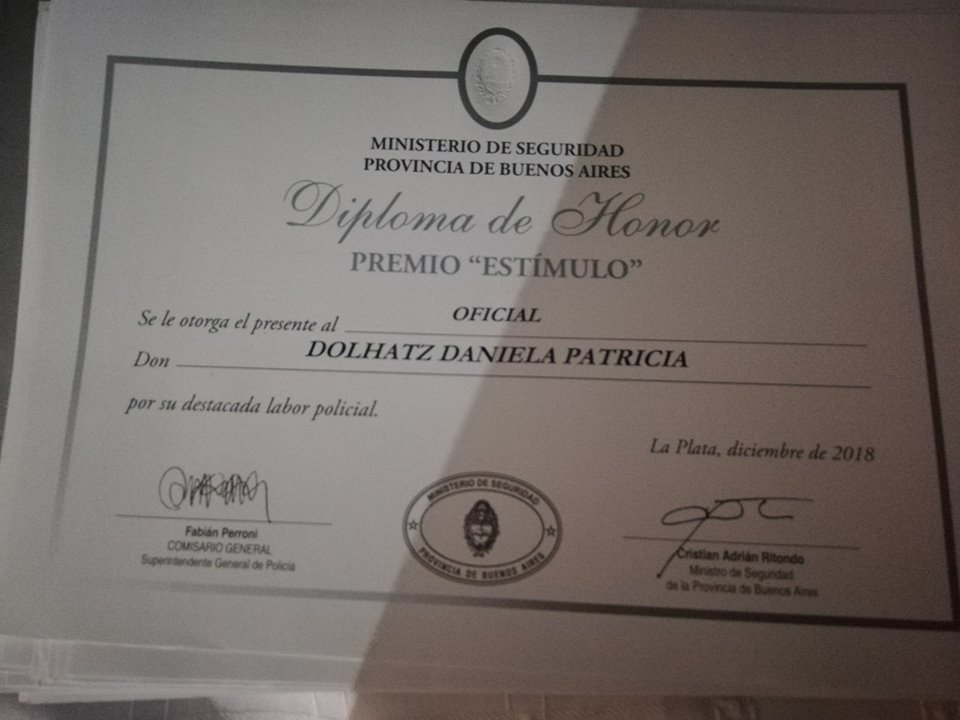 MINISTERIO DE SEGURIDAD
PROVINCIA DE BUENOS AIRES
Diploma de Honor
PREMIO “ESTÍMULO”
Se le otorga el presente al OFICIAL
Don DOLHATZ DANIELA PATRICIA
por su destacada labor policial.
La Plata, diciembre de 2018
Fabián Perroni
COMISARIO GENERAL
Superintendente General de Policia
MINISTERIO DE SEGURIDAD
PROVINCIA DE BUENOS AIRES
Cristian Adrián Ritondo
Ministro de Seguridad
de la Provincia de Buenos Aires